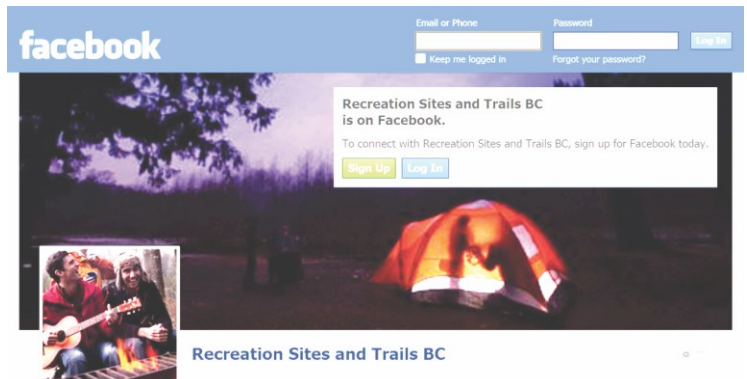 facebook
Email or Phone
Password
Log In
Keep me logged in
Forgot your password?
Recreation Sites and Trails BC
is on Facebook.
To connect with Recreation Sites and Trails BC, sign up for Facebook today.
Sign Up
Log In
Recreation Sites and Trails BC